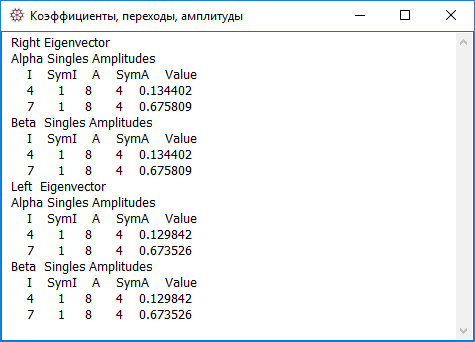 Коэффициенты, переходы, амплитуды
Right Eigenvector
Alpha Singles Amplitudes
I SymI A SymA Value
4 1 8 4 0.134402
7 1 8 4 0.675809
Beta Singles Amplitudes
I SymI A SymA Value
4 1 8 4 0.134402
7 1 8 4 0.675809
Left Eigenvector
Alpha Singles Amplitudes
I SymI A SymA Value
4 1 8 4 0.129842
7 1 8 4 0.673526
Beta Singles Amplitudes
I SymI A SymA Value
4 1 8 4 0.129842
7 1 8 4 0.673526